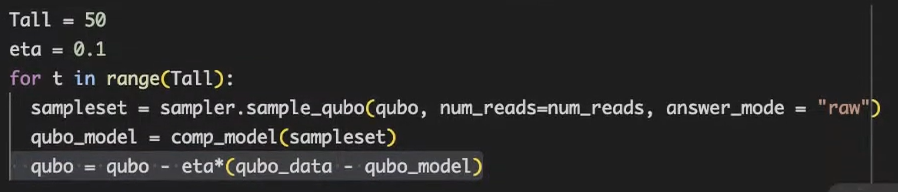 Tall = 50
eta = 0.1
for t in range(Tall):
sampleset = sampler.sample_qubo(qubo, num_reads=num_reads, answer_mode = "raw")
qubo_model = comp_model(sampleset)
qubo = qubo - eta*(qubo_data - qubo_model)